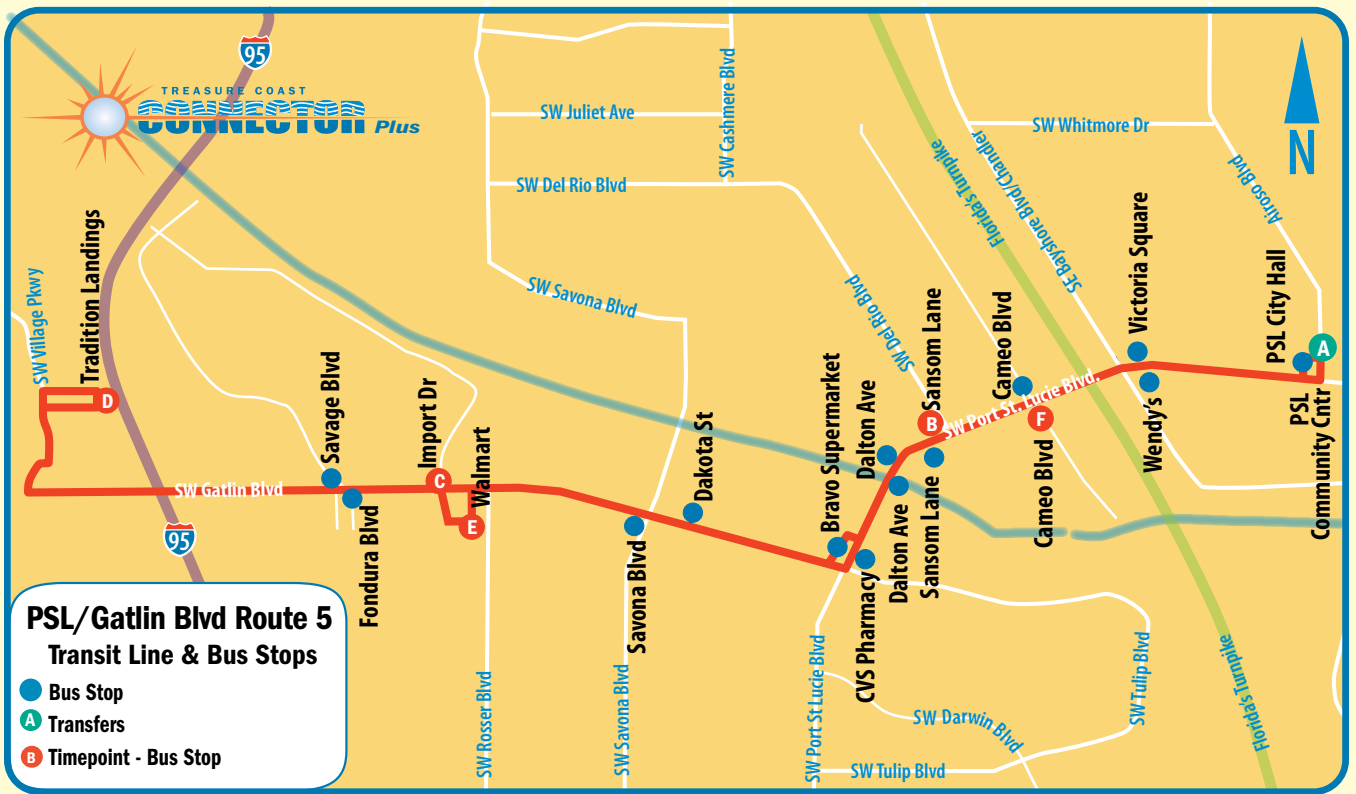 95
TREASURE COAST
CONNECTOR Plus
SW Juliet Ave
SW Cashmere Blvd
SW Del Rio Blvd
SW Whitmore Dr
N
Florida's Turnpike
SE Bayshore Blvd/Chandler
Airoso Blvd
SW Village Pkwy
Tradition Landings
D
SW Savona Blvd
SW Del Rio Blvd
Sansom Lane
B
Cameo Blvd
Victoria Square
PSL City Hall
A
Savage Blvd
Import Dr
C
Walmart
E
Dakota St
Bravo Supermarket
Dalton Ave
SW Port St. Lucie Blvd.
F
Wendy's
PSL
Community Cntr
SW Gatlin Blvd
95
Fondura Blvd
Savona Blvd
CVS Pharmacy
Dalton Ave
Sansom Lane
Cameo Blvd
SW Rosser Blvd
SW Savona Blvd
SW Port St Lucie Blvd
SW Darwin Blvd
SW Tulip Blvd
SW Tulip Blvd
Florida's Turnpike
PSL/Gatlin Blvd Route 5
Transit Line & Bus Stops
Bus Stop
A Transfers
B Timepoint - Bus Stop